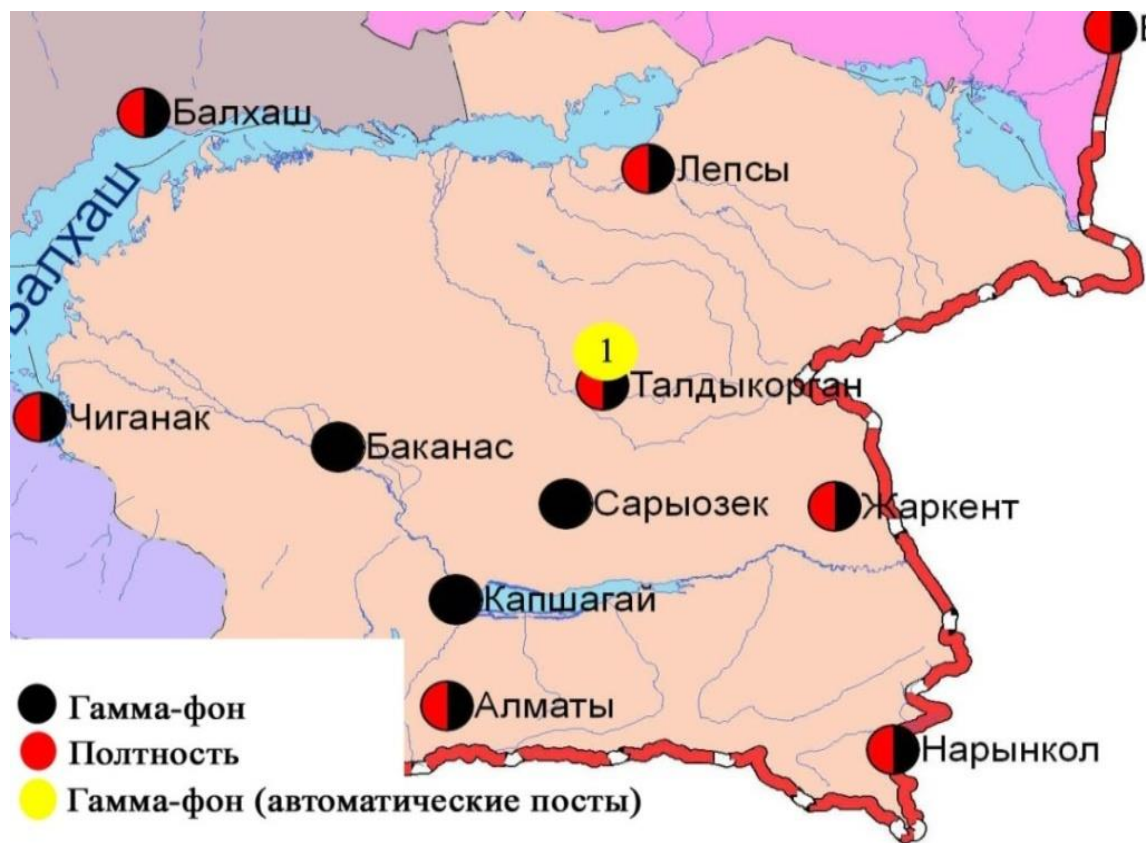 Балхаш
Лепсы
Балхаш
1
Талдыкорган
Чиганак
Баканас
Сарыозек
Жаркент
Капшагай
Алматы
Нарынкол
Гамма-фон
Полтность
Гамма-фон (автоматические посты)